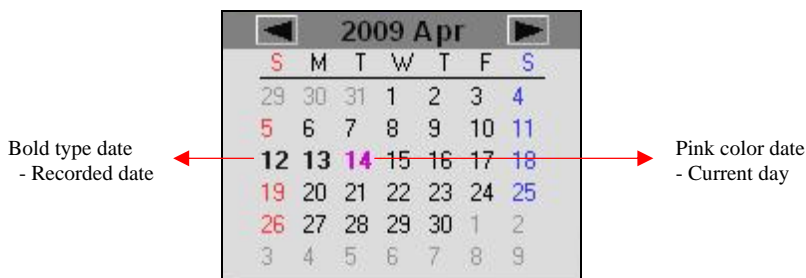 2009 Apr
S M T W T F S
29 30 31 1 2 3 4
5 6 7 8 9 10 11
12 13 14 15 16 17 18
19 20 21 22 23 24 25
26 27 28 29 30 1 2
3 4 5 6 7 8 9
Bold type date
- Recorded date
Pink color date
- Current day